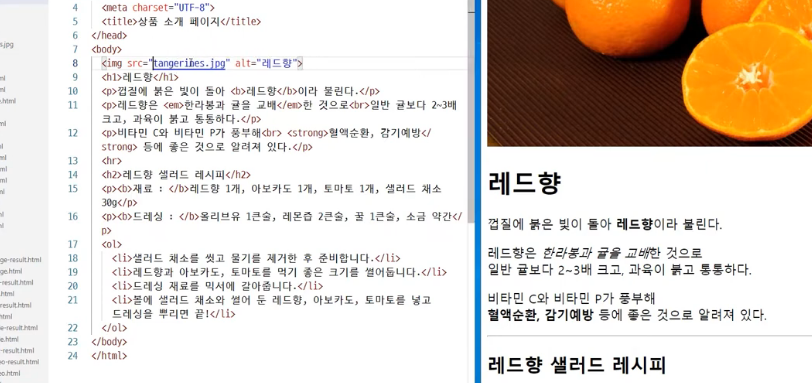 s.jpg
ml
ml
e.html
ml
t.html
ml
.html
l
html
.html
ge-result.html
ge.html
result.html
html
esult.html
html
-result.html
eo-result.html
eo.html
4 <meta charset="UTF-8">
5 <title>상품 소개 페이지</title>
6 </head>
7 <body>
8 <img src="tangerines.jpg" alt="레드향">
9 <h1>레드향</h1>
10 <p>껍질에 붉은 빛이 돌아 <b>레드향</b>이라 불린다.</p>
11 <p>레드향은 <em>한라봉과 귤을 교배</em>한 것으로<br>일반 귤보다 2~3배
크고, 과육이 붉고 통통하다.</p>
12 <p>비타민 C와 비타민 P가 풍부해<br> <strong>혈액순환, 감기예방</
strong> 등에 좋은 것으로 알려져 있다.</p>
13 <hr>
14 <h2>레드향 샐러드 레시피</h2>
15 <p><b>재료 : </b>레드향 1개, 아보카도 1개, 토마토 1개, 샐러드 채소
30g</p>
16 <p><b>드레싱 : </b>올리브유 1큰술, 레몬즙 2큰술, 꿀 1큰술, 소금 약간</
p>
17 <ol>
18 <li>샐러드 채소를 씻고 물기를 제거한 후 준비합니다.</li>
19 <li>레드향과 아보카도, 토마토를 먹기 좋은 크기를 썰어둡니다.</li>
20 <li>드레싱 재료를 믹서에 갈아줍니다.</li>
21 <li>볼에 샐러드 채소와 썰어 둔 레드향, 아보카도, 토마토를 넣고
드레싱을 뿌리면 끝!</li>
22 </ol>
23 </body>
24 </html>
레드향
껍질에 붉은 빛이 돌아 레드향이라 불린다.
레드향은 한라봉과 귤을 교배한 것으로
일반 귤보다 2~3배 크고, 과육이 붉고 통통하다.
비타민 C와 비타민 P가 풍부해
혈액순환, 감기예방 등에 좋은 것으로 알려져 있다.
레드향 샐러드 레시피